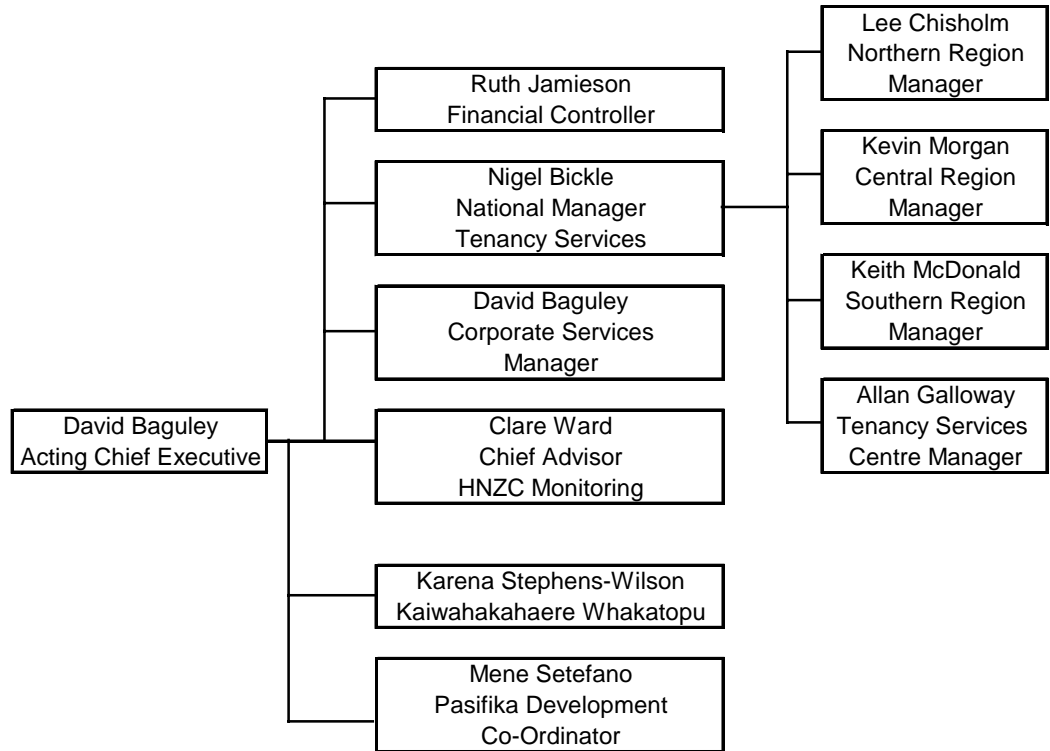 David Baguley
Acting Chief Executive
Ruth Jamieson
Financial Controller
Nigel Bickle
National Manager
Tenancy Services
David Baguley
Corporate Services
Manager
Clare Ward
Chief Advisor
HNZC Monitoring
Karena Stephens-Wilson
Kaiwahakahaere Whakatopu
Mene Setefano
Pasifika Development
Co-Ordinator
Lee Chisholm
Northern Region
Manager
Kevin Morgan
Central Region
Manager
Keith McDonald
Southern Region
Manager
Allan Galloway
Tenancy Services
Centre Manager